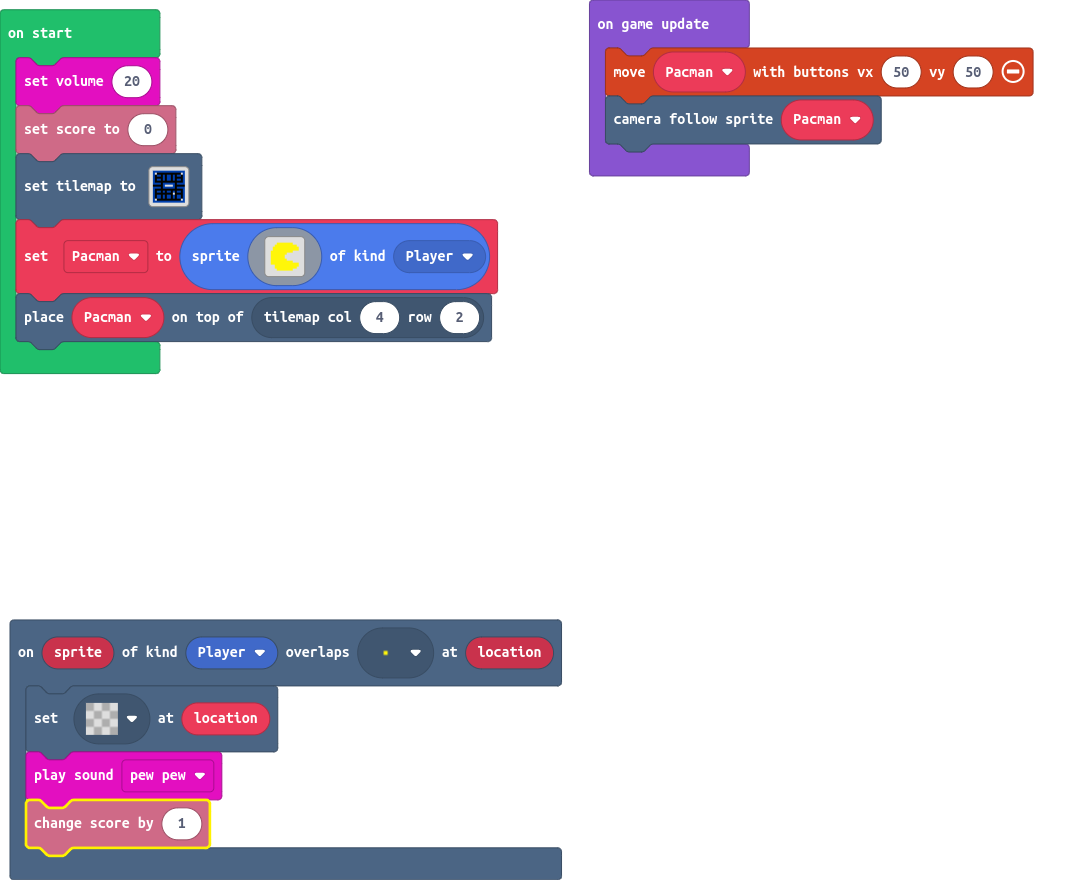 on start
set volume 20
set score to 0
set tilemap to
set Pacman to sprite of kind Player
place Pacman on top of tilemap col 4 row 2
on game update
move Pacman with buttons vx 50 vy 50
camera follow sprite Pacman
on sprite of kind Player overlaps at location
set at location
play sound pew pew
change score by 1